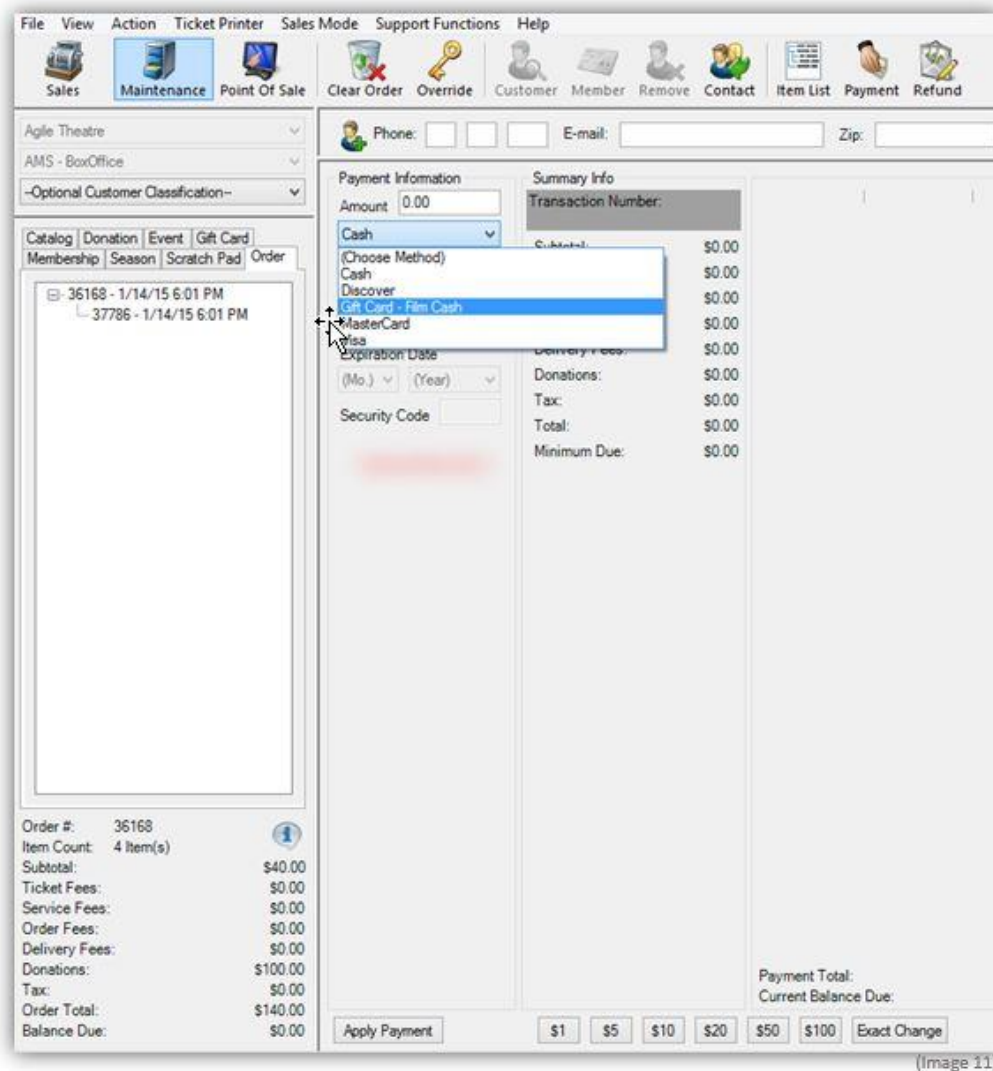 File View Action Ticket Printer Sales Mode Support Functions Help
Sales Maintenance Point Of Sale Clear Order Override Customer Member Remove Contact Item List Payment Refund
Agile Theatre
AMS - BoxOffice
--Optional Customer Classification--
Phone: E-mail: Zip:
Catalog Donation Event Gift Card
Membership Season Scratch Pad Order
36168 - 1/14/15 6:01 PM
37786 - 1/14/15 6:01 PM
Order #: 36168
Item Count: 4 Item(s)
Subtotal: $40.00
Ticket Fees: $0.00
Service Fees: $0.00
Order Fees: $0.00
Delivery Fees: $0.00
Donations: $100.00
Tax: $0.00
Order Total: $140.00
Balance Due: $0.00
Payment Information
Amount 0.00
Cash
(Choose Method)
Cash
Discover
Gift Card - Film Cash
MasterCard
Visa
Expiration Date
(Mo.) (Year)
Security Code
Apply Payment
Summary Info
Transaction Number:
Subtotal: $0.00
$0.00
$0.00
$0.00
Delivery Fees: $0.00
Donations: $0.00
Tax: $0.00
Total: $0.00
Minimum Due: $0.00
Payment Total:
Current Balance Due:
$1 $5 $10 $20 $50 $100 Exact Change
(Image 11